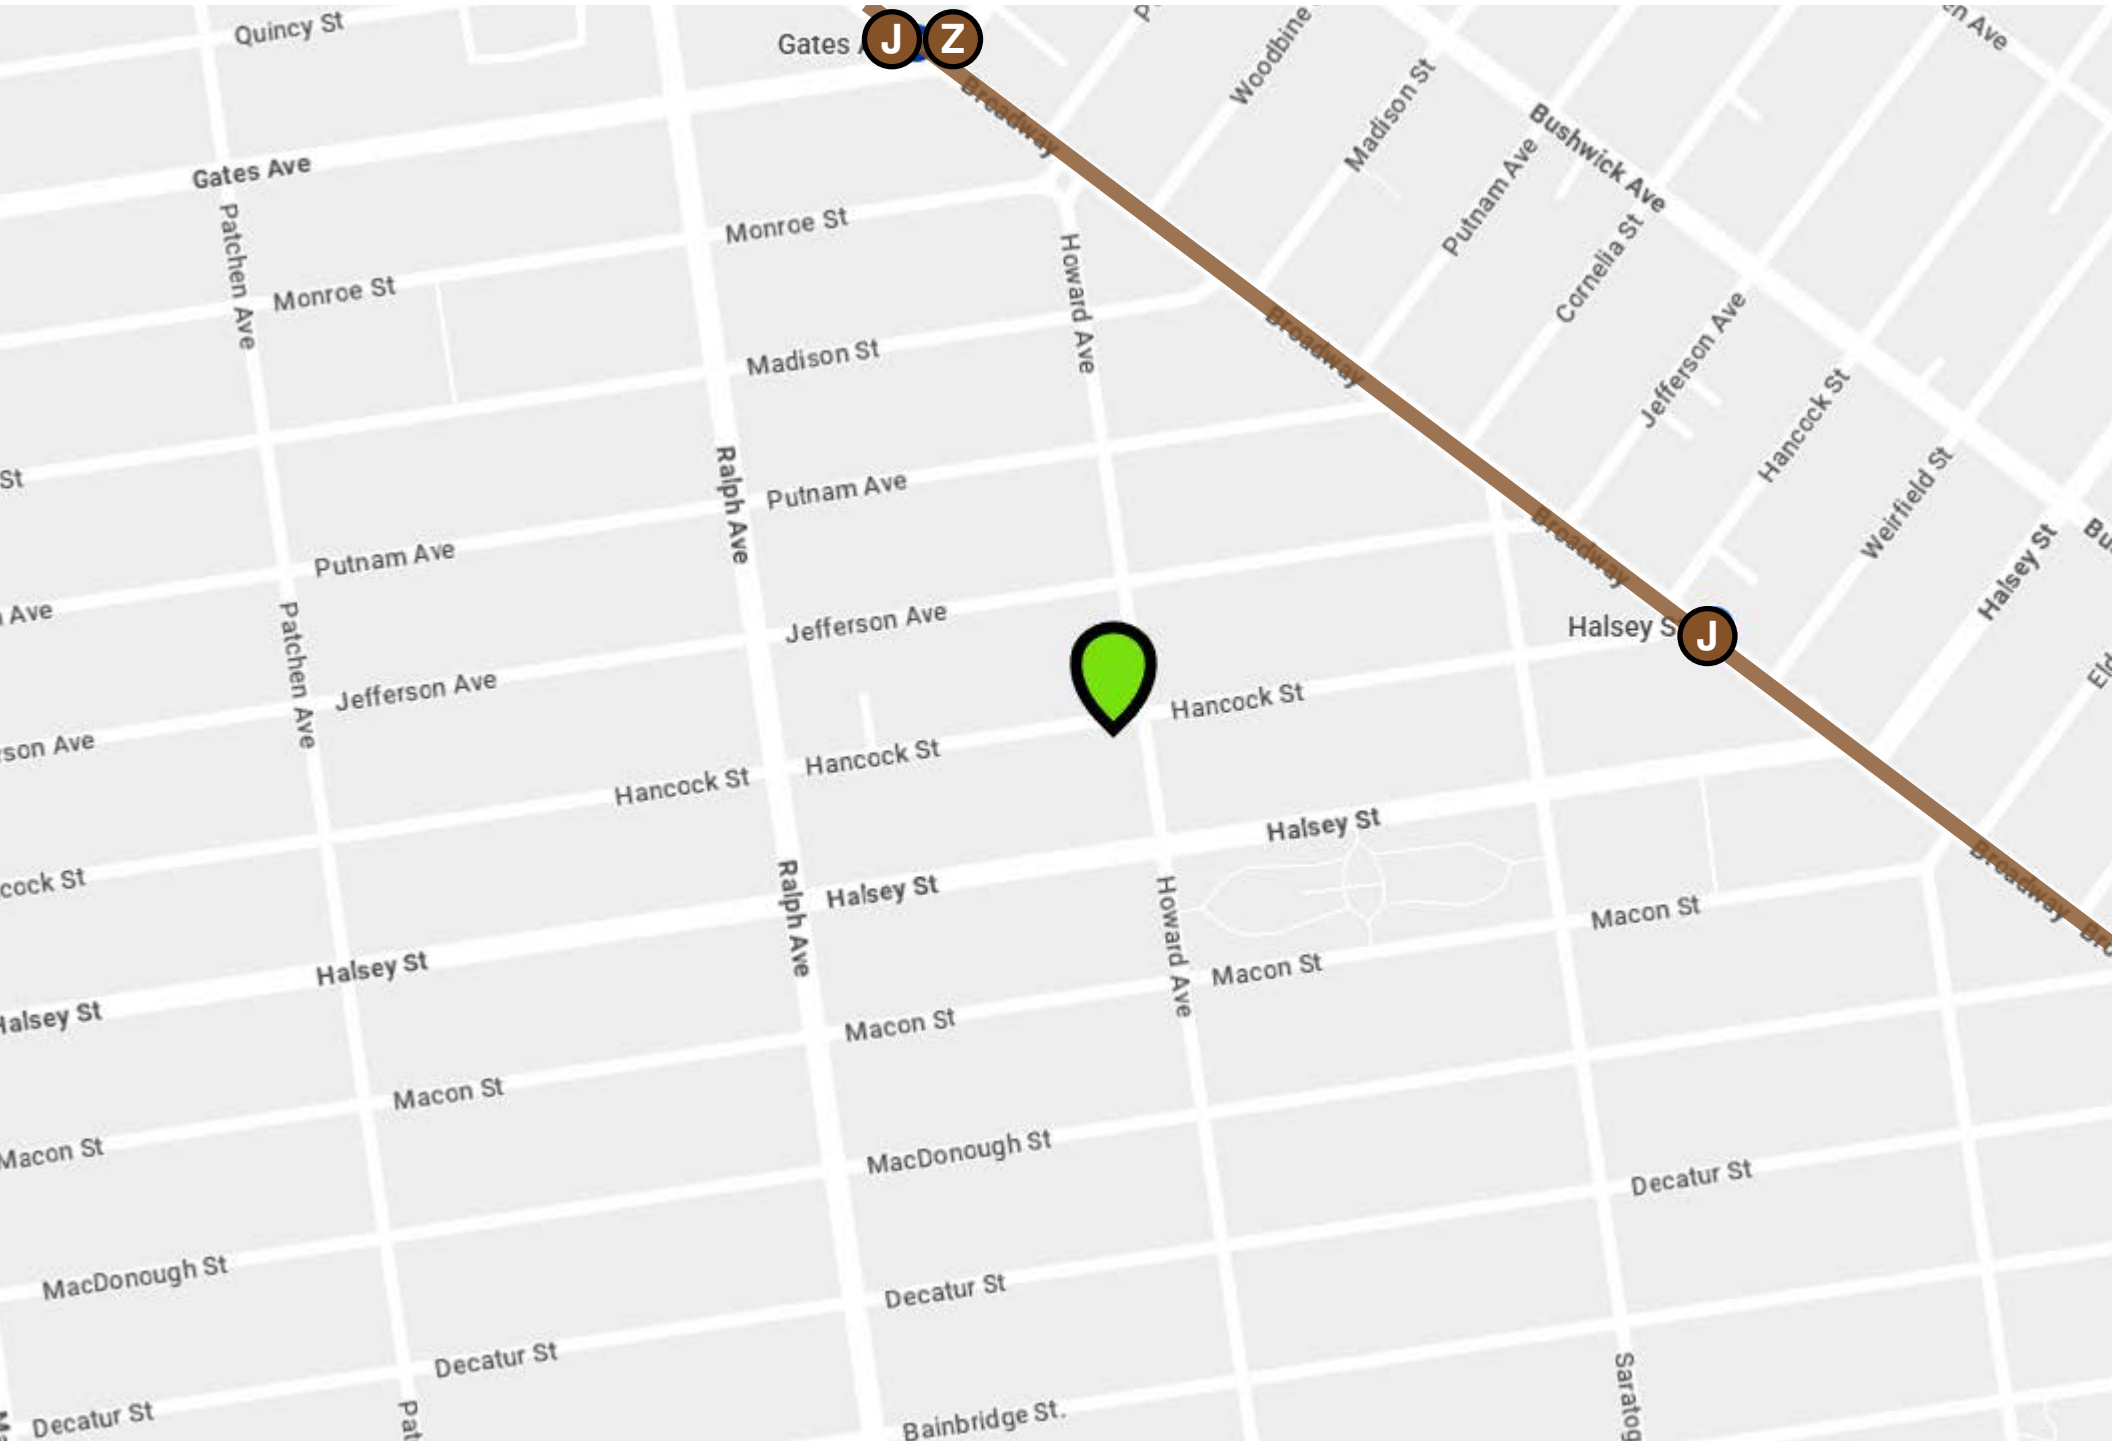 Quincy St
Gates
J
Z
Broadway
Woodbine
Madison St
Bushwick Ave
Putnam Ave
Cornelia St
Gates Ave
Patchen Ave
Monroe St
Monroe St
Howard Ave
Madison St
Broadway
Jefferson Ave
Hancock St
Weirfield St
Halsey St
St
Ralph Ave
Putnam Ave
Putnam Ave
Broadway
Ave
Patchen Ave
Jefferson Ave
Jefferson Ave
Halsey S
J
Hancock St
Hancock St
Hancock St
Ave
Halsey St
Halsey St
Halsey St
Halsey St
Ralph Ave
Howard Ave
Broadway
Macon St
Macon St
Macon St
Macon St
Macon St
MacDonough St
MacDonough St
Decatur St
Decatur St
Decatur St
Decatur St
Bainbridge St.